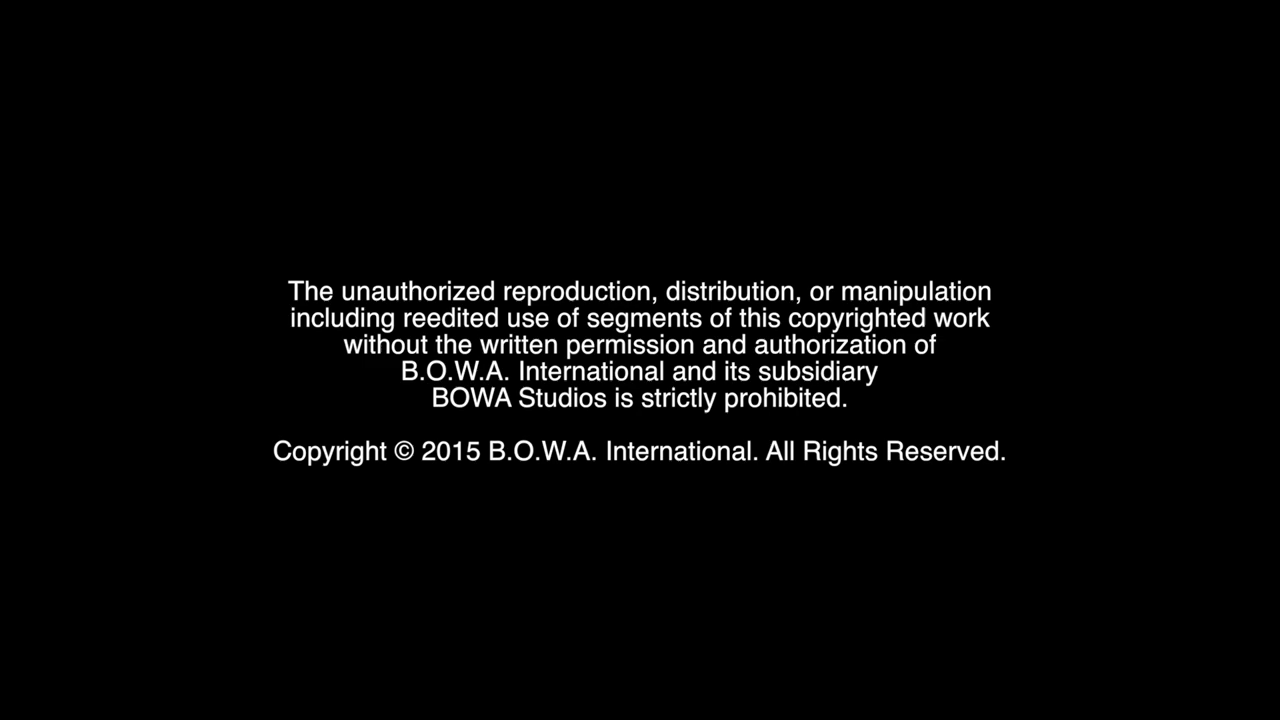 The unauthorized reproduction, distribution, or manipulation
including reedited use of segments of this copyrighted work
without the written permission and authorization of
B.O.W.A. International and its subsidiary
BOWA Studios is strictly prohibited.
Copyright © 2015 B.O.W.A. International. All Rights Reserved.